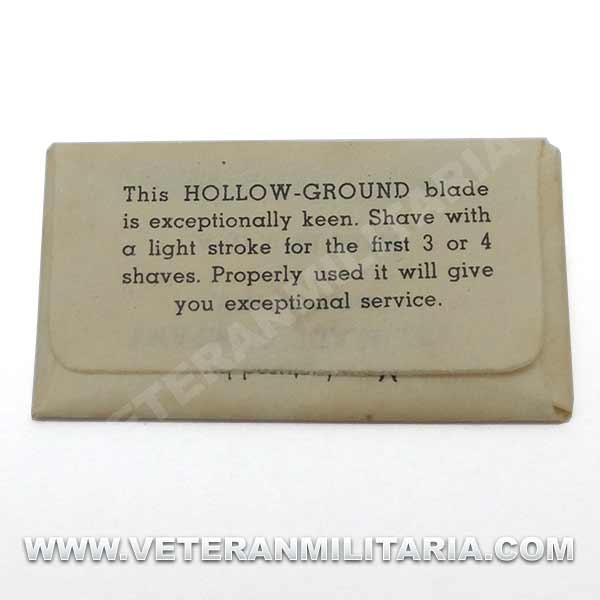 This HOLLOW-GROUND blade
is exceptionally keen. Shave with
a light stroke for the first 3 or 4
shaves. Properly used it will give
you exceptional service.
VETERANMILITARIA
WWW.VETERANMILITARIA.COM